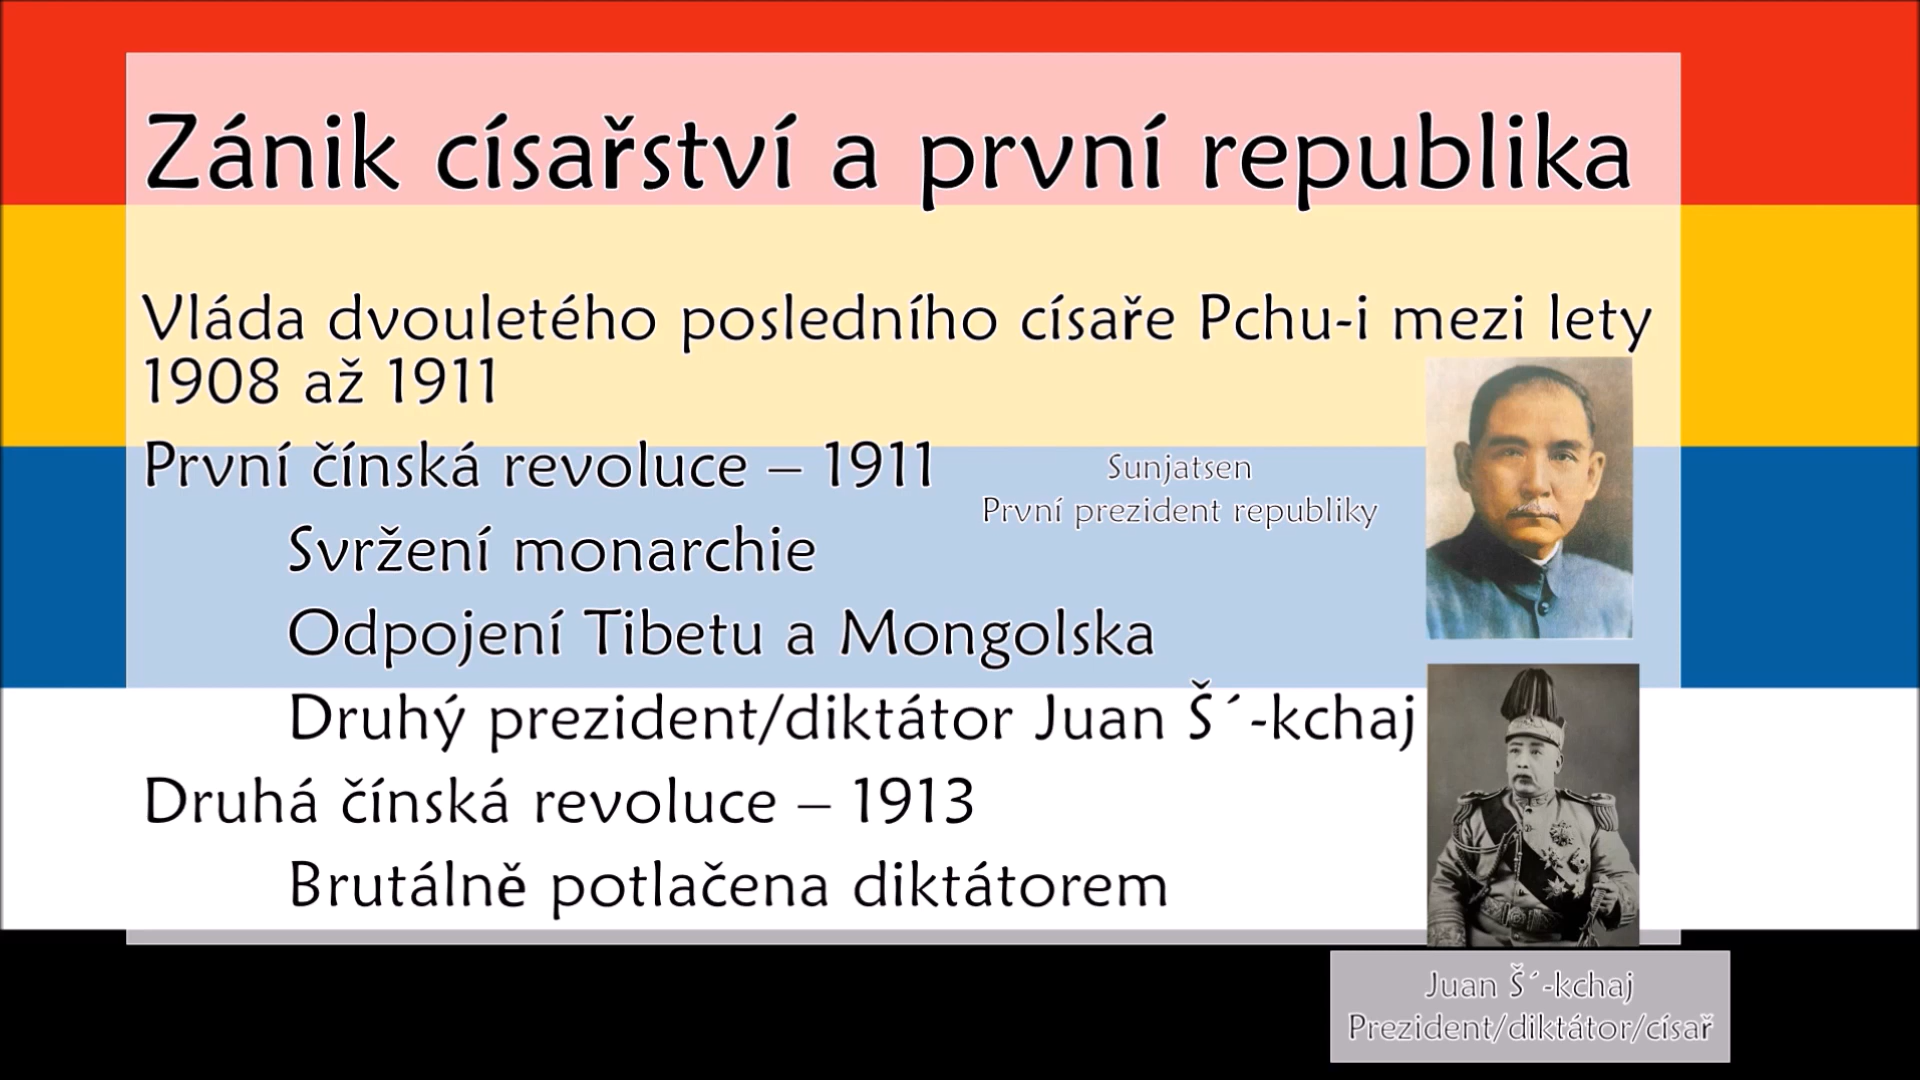 Zánik císařství a první republika
Vláda dvouletého posledního císaře Pchu-i mezi lety
1908 až 1911
První čínská revoluce – 1911
Sunjatsen
První prezident republiky
Svržení monarchie
Odpojení Tibetu a Mongolska
Druhý prezident/diktátor Juan Š´-kchaj
Druhá čínská revoluce – 1913
Brutálně potlačena diktátorem
Juan Š´-kchaj
Prezident/diktátor/císař